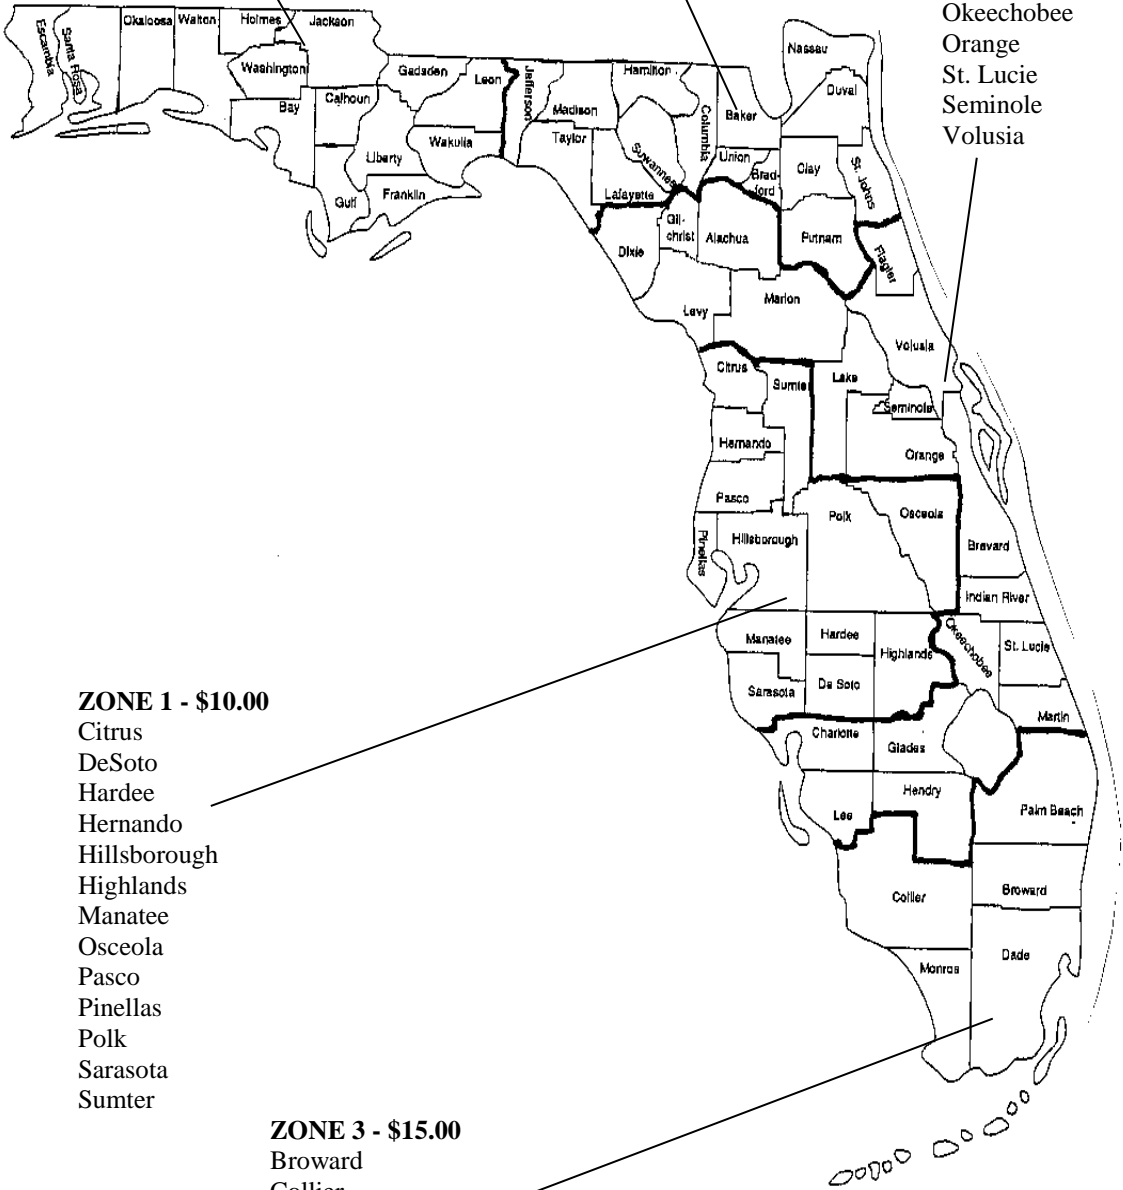 Okeechobee
Orange
St. Lucie
Seminole
Volusia
Escambia
Santa Rosa
Okaloosa
Walton
Holmes
Jackson
Washington
Bay
Calhoun
Gadsden
Leon
Liberty
Wakulla
Gulf
Franklin
Jefferson
Madison
Taylor
Hamilton
Suwannee
Lafayette
Columbia
Baker
Nassau
Duval
Union
Brad-
ford
Clay
St. Johns
Dixie
Gil-
christ
Alachua
Putnam
Flagler
Levy
Marion
Volusia
Citrus
Sumter
Lake
Seminole
Hernando
Orange
Pasco
Pinellas
Hillsborough
Polk
Osceola
Brevard
Indian River
Manatee
Hardee
Highlands
Okeechobee
St. Lucie
Sarasota
De Soto
Martin
Charlotte
Glades
Lee
Hendry
Palm Beach
Collier
Broward
Monroe
Dade
ZONE 1 - $10.00
Citrus
DeSoto
Hardee
Hernando
Hillsborough
Highlands
Manatee
Osceola
Pasco
Pinellas
Polk
Sarasota
Sumter
ZONE 3 - $15.00
Broward
Collier